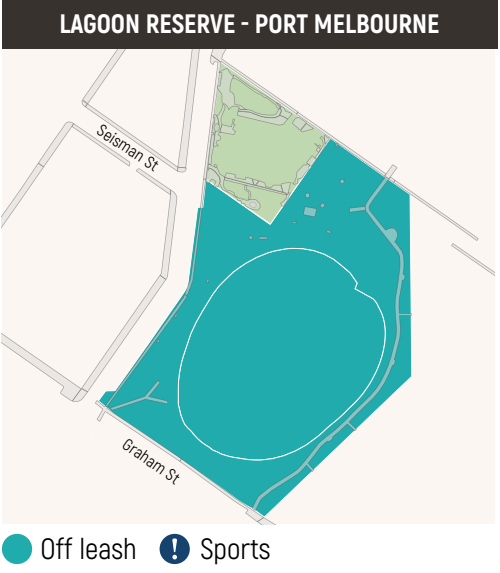 LAGOON RESERVE - PORT MELBOURNE
Seisman St
Graham St
Off leash
! Sports